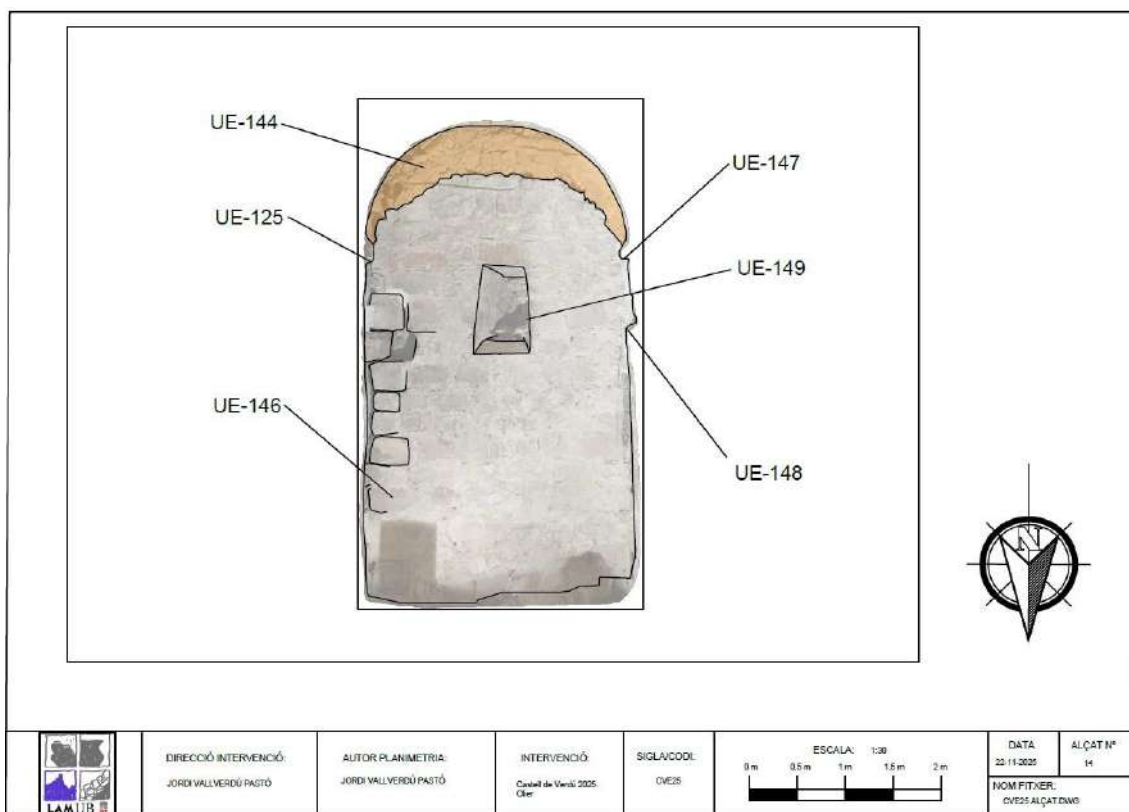 UE-144
UE-147
UE-125
UE-149
UE-146
UE-148
N
LAM UB
DIRECCIÓ INTERVENCIÓ:
JORDI VALLVERDÚ PASTÓ
AUTOR PLANIMETRIA:
JORDI VALLVERDÚ PASTÓ
INTERVENCIÓ:
Castell de Verdú 2025.
SIGLA/CODI:
CVE25
ESCALA: 1:30
0 m 0,5 m 1 m 1,5 m 2 m
DATA
22-11-2025
ALÇAT Nº
14
NOM FITXER:
CVE25 ALÇAT.DWG